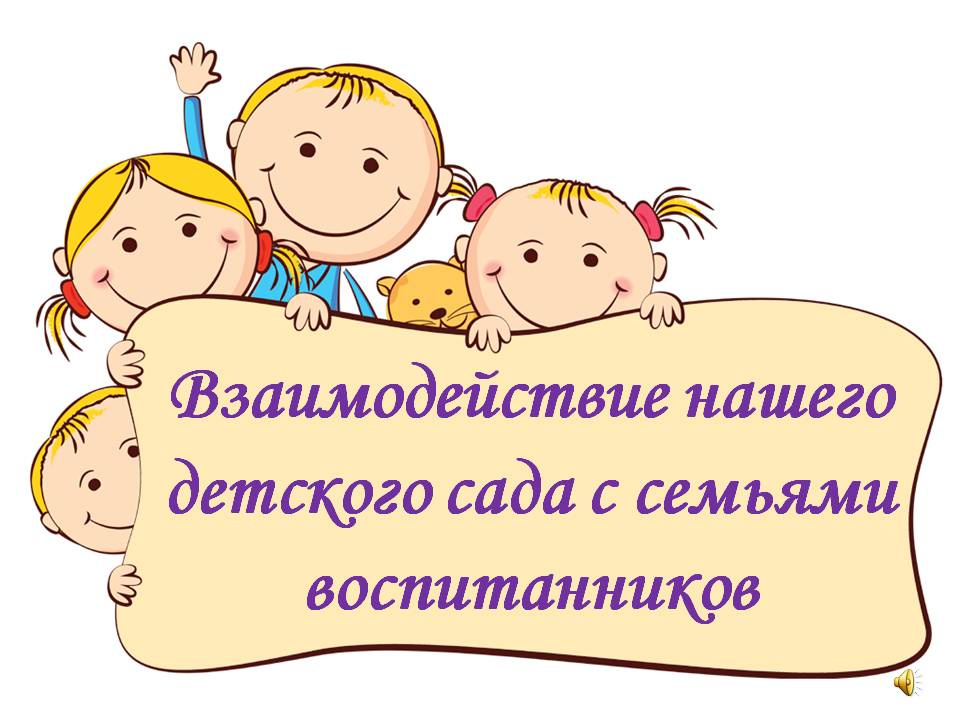 Взаимодействие нашего
детского сада с семьями
воспитанников